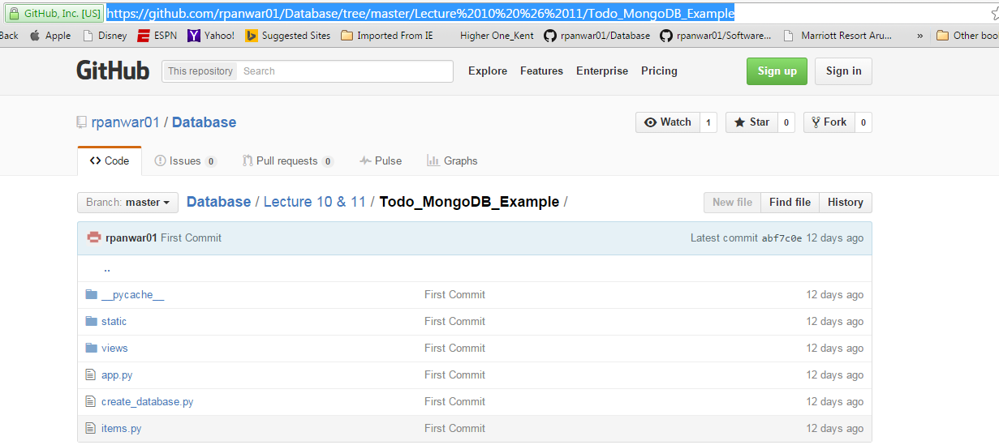 GitHub, Inc. [US] https://github.com/rpanwar01/Database/tree/master/Lecture%2010%20%26%2011/Todo_MongoDB_Example
Back Apple Disney ESPN Yahoo! Suggested Sites Imported From IE Higher One_Kent rpanwar01/Database rpanwar01/Software... Marriott Resort Aru... » Other boo
GitHub This repository Search Explore Features Enterprise Pricing Sign up Sign in
rpanwar01 / Database Watch 1 Star 0 Fork 0
Code Issues 0 Pull requests 0 Pulse Graphs
Branch: master Database / Lecture 10 & 11 / Todo_MongoDB_Example / New file Find file History
rpanwar01 First Commit Latest commit abf7c0e 12 days ago
..
__pycache__ First Commit 12 days ago
static First Commit 12 days ago
views First Commit 12 days ago
app.py First Commit 12 days ago
create_database.py First Commit 12 days ago
items.py First Commit 12 days ago